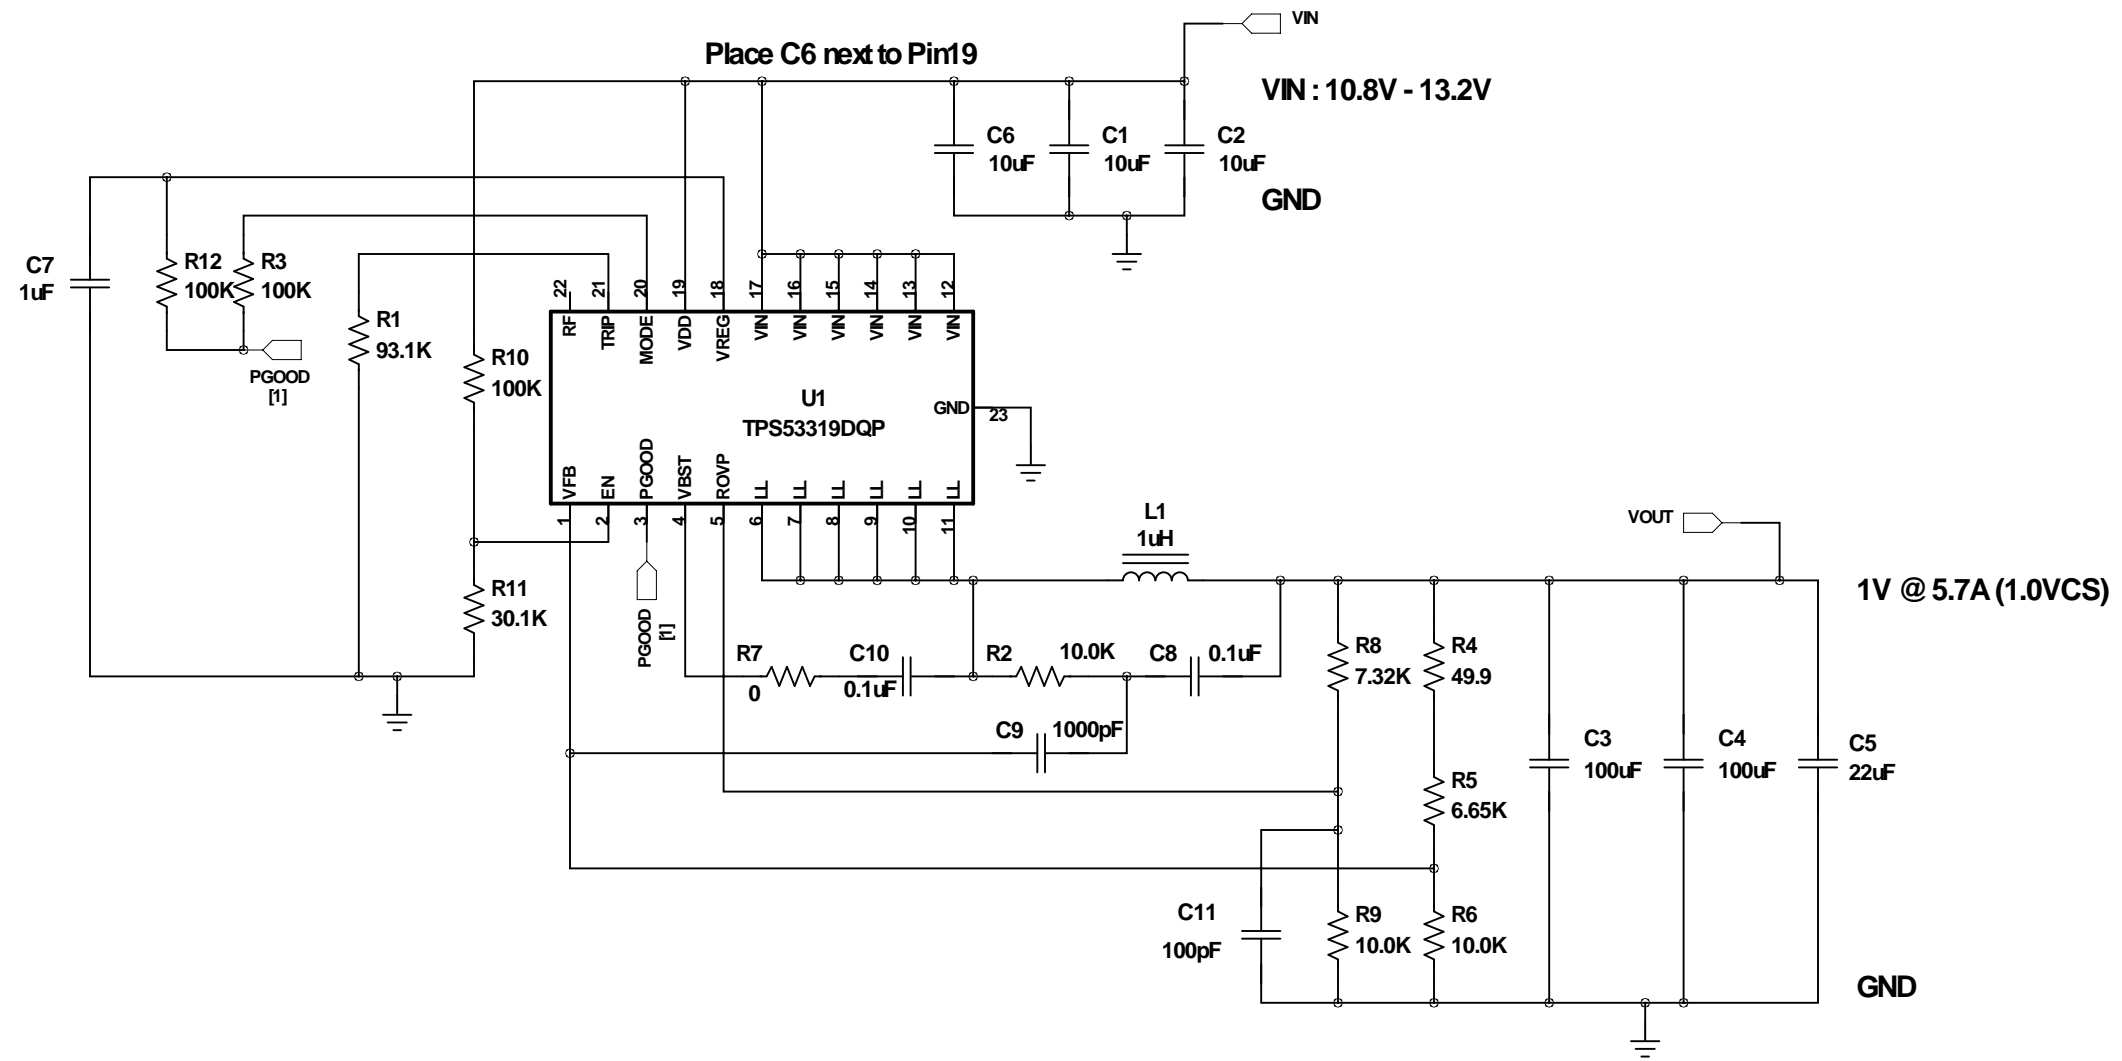 VIN
Place C6 next to Pin19
VIN : 10.8V - 13.2V
C6
10uF
C1
10uF
C2
10uF
GND
C7
1uF
R12
100K
R3
100K
R1
93.1K
PGOOD
[1]
R10
100K
22
21
20
19
18
17
16
15
14
13
12
RF
TRIP
MODE
VDD
VREG
VIN
VIN
VIN
VIN
VIN
VIN
U1
TPS53319DQP
GND
23
VFB
EN
PGOOD
VBST
ROVP
LL
LL
LL
LL
LL
LL
1
2
3
4
5
6
7
8
9
10
11
L1
1uH
VOUT
1V @ 5.7A (1.0VCS)
R11
30.1K
PGOOD
[1]
R7
0
C10
0.1uF
R2
10.0K
C8
0.1uF
R8
7.32K
R4
49.9
C9
1000pF
C3
100uF
C4
100uF
C5
22uF
R5
6.65K
C11
100pF
R9
10.0K
R6
10.0K
GND